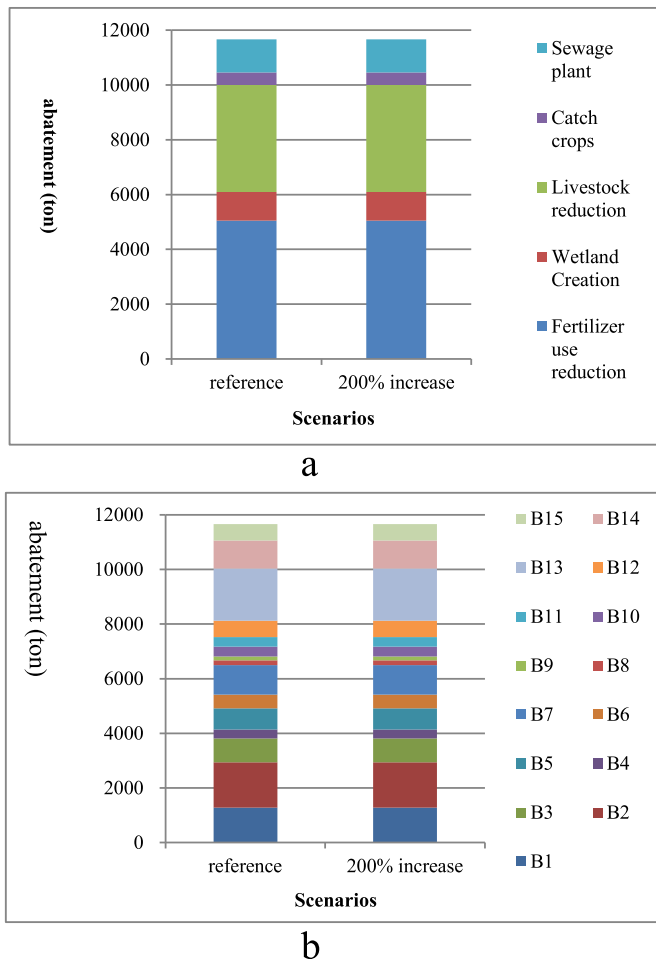 12000
10000
8000
6000
4000
2000
0
abatement (ton)
reference
200% increase
Scenarios
Sewage
plant
Catch
crops
Livestock
reduction
Wetland
Creation
Fertilizer
use
reduction
a
12000
10000
8000
6000
4000
2000
0
abatement (ton)
reference
200% increase
Scenarios
B15 B14
B13 B12
B11 B10
B9 B8
B7 B6
B5 B4
B3 B2
B1
b